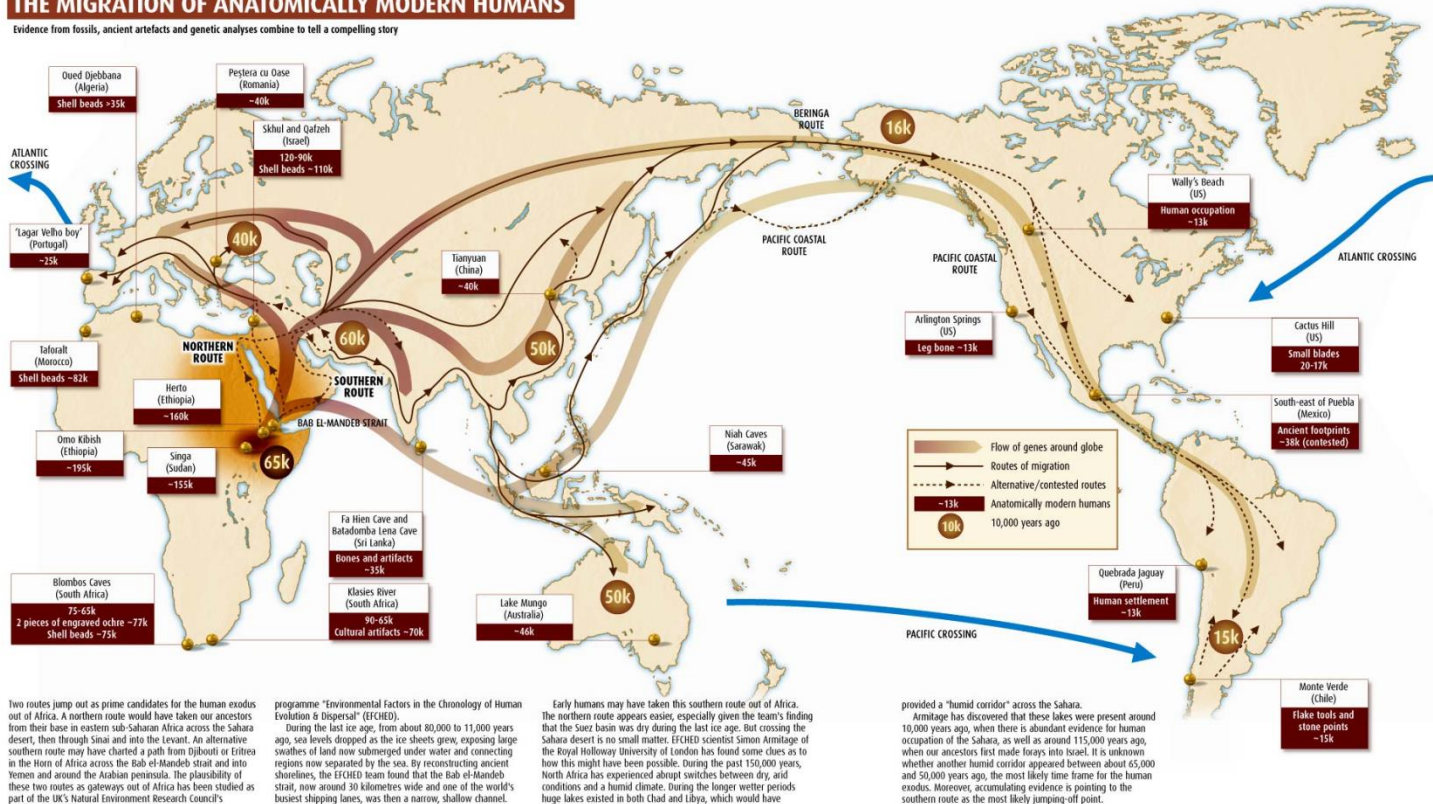 THE MIGRATION OF ANATOMICALLY MODERN HUMANS
Evidence from fossils, ancient artefacts and genetic analyses combine to tell a compelling story
Oued Djebbana
(Algeria)
Shell beads >35k
Peştera cu Oase
(Romania)
~40k
Skhul and Qafzeh
(Israel)
120-90k
Shell beads ~110k
ATLANTIC
CROSSING
'Lagar Velho boy'
(Portugal)
~25k
40k
Tianyuan
(China)
~40k
BERINGA
ROUTE
16k
PACIFIC COASTAL
ROUTE
PACIFIC COASTAL
ROUTE
Wally's Beach
(US)
Human occupation
~13k
ATLANTIC CROSSING
Arlington Springs
(US)
Leg bone ~13k
Cactus Hill
(US)
Small blades
20-17k
Taforalt
(Morocco)
Shell beads ~82k
NORTHERN
ROUTE
60k
50k
SOUTHERN
ROUTE
Herto
(Ethiopia)
~160k
BAB EL-MANDEB STRAIT
Omo Kibish
(Ethiopia)
~195k
Singa
(Sudan)
~155k
65k
Niah Caves
(Sarawak)
~45k
South-east of Puebla
(Mexico)
Ancient footprints
~38k (contested)
Flow of genes around globe
Routes of migration
Alternative/contested routes
~13k
Anatomically modern humans
10k
10,000 years ago
Fa Hien Cave and
Batadomba Lena Cave
(Sri Lanka)
Bones and artifacts
~35k
Blombos Caves
(South Africa)
75-65k
2 pieces of engraved ochre ~77k
Shell beads ~75k
Klasies River
(South Africa)
90-65k
Cultural artifacts ~70k
Lake Mungo
(Australia)
~46k
50k
PACIFIC CROSSING
Quebrada Jaguay
(Peru)
Human settlement
~13k
15k
Monte Verde
(Chile)
Flake tools and
stone points
~15k
Two routes jump out as prime candidates for the human exodus
out of Africa. A northern route would have taken our ancestors
from their base in eastern sub-Saharan Africa across the Sahara
desert, then through Sinai and into the Levant. An alternative
southern route may have charted a path from Djibouti or Eritrea
in the Horn of Africa across the Bab el-Mandeb strait and into
Yemen and around the Arabian peninsula. The plausibility of
these two routes as gateways out of Africa has been studied as
part of the UK's Natural Environment Research Council's
programme "Environmental Factors in the Chronology of Human
Evolution & Dispersal" (EFCHED).
During the last ice age, from about 80,000 to 11,000 years
ago, sea levels dropped as the ice sheets grew, exposing large
swathes of land now submerged under water and connecting
regions now separated by the sea. By reconstructing ancient
shorelines, the EFCHED team found that the Bab el-Mandeb
strait, now around 30 kilometres wide and one of the world's
busiest shipping lanes, was then a narrow, shallow channel.
Early humans may have taken this southern route out of Africa.
The northern route appears easier, especially given the team's finding
that the Suez basin was dry during the last ice age. But crossing the
Sahara desert is no small matter. EFCHED scientist Simon Armitage of
the Royal Holloway University of London has found some clues as to
how this might have been possible. During the past 150,000 years,
North Africa has experienced abrupt switches between dry, arid
conditions and a humid climate. During the longer wetter periods
huge lakes existed in both Chad and Libya, which would have
provided a "humid corridor" across the Sahara.
Armitage has discovered that these lakes were present around
10,000 years ago, when there is abundant evidence for human
occupation of the Sahara, as well as around 115,000 years ago,
when our ancestors first made forays into Israel. It is unknown
whether another humid corridor appeared between about 65,000
and 50,000 years ago, the most likely time frame for the human
exodus. Moreover, accumulating evidence is pointing to the
southern route as the most likely jumping-off point.